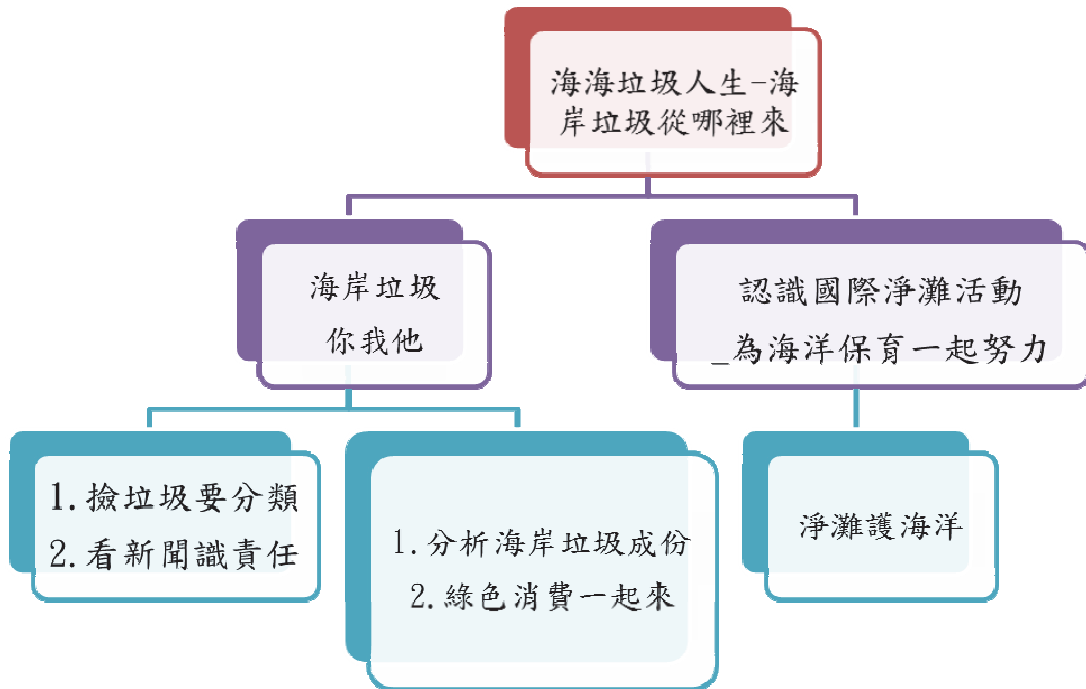 海海垃圾人生-海
岸垃圾從哪裡來
海岸垃圾
你我他
認識國際淨灘活動
_為海洋保育一起努力
1.撿垃圾要分類
2.看新聞識責任
1.分析海岸垃圾成份
2.綠色消費一起來
淨灘護海洋